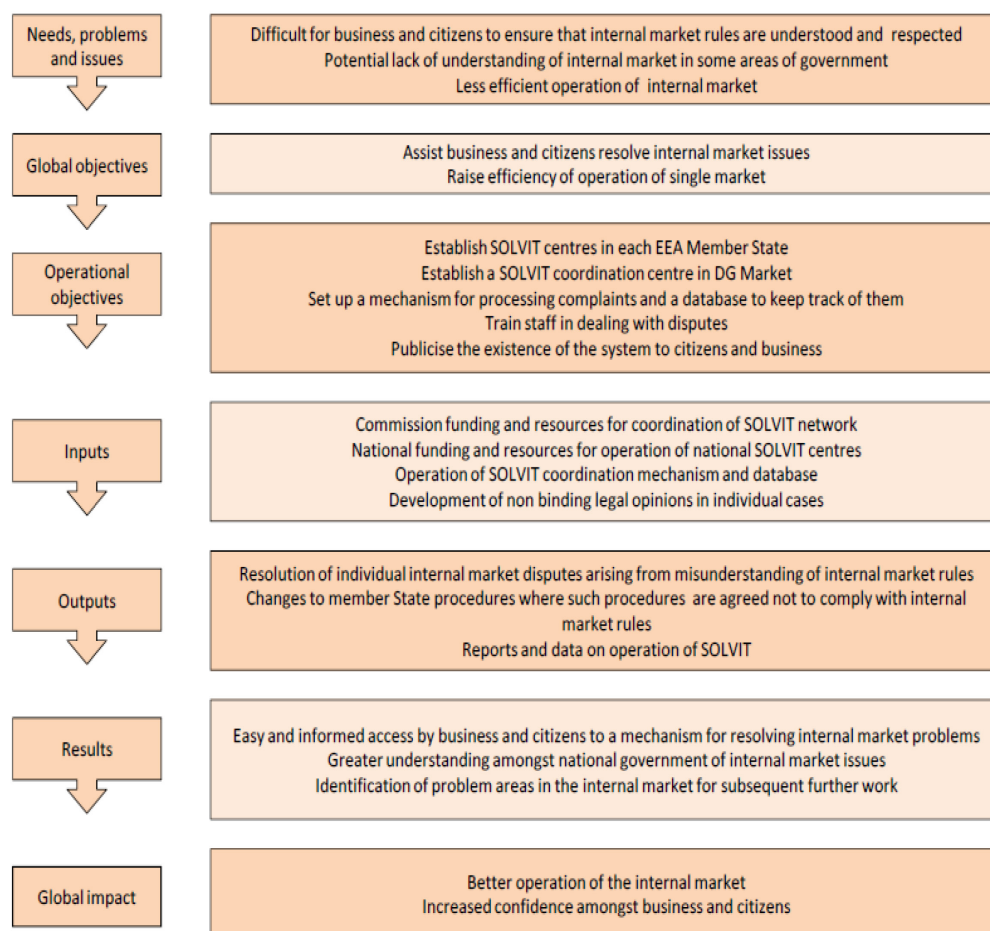 Needs, problems
and issues
Difficult for business and citizens to ensure that internal market rules are understood and respected
Potential lack of understanding of internal market in some areas of government
Less efficient operation of internal market
Global objectives
Assist business and citizens resolve internal market issues
Raise efficiency of operation of single market
Operational
objectives
Establish SOLVIT centres in each EEA Member State
Establish a SOLVIT coordination centre in DG Market
Set up a mechanism for processing complaints and a database to keep track of them
Train staff in dealing with disputes
Publicise the existence of the system to citizens and business
Inputs
Commission funding and resources for coordination of SOLVIT network
National funding and resources for operation of national SOLVIT centres
Operation of SOLVIT coordination mechanism and database
Development of non binding legal opinions in individual cases
Outputs
Resolution of individual internal market disputes arising from misunderstanding of internal market rules
Changes to member State procedures where such procedures are agreed not to comply with internal
market rules
Reports and data on operation of SOLVIT
Results
Easy and informed access by business and citizens to a mechanism for resolving internal market problems
Greater understanding amongst national government of internal market issues
Identification of problem areas in the internal market for subsequent further work
Global impact
Better operation of the internal market
Increased confidence amongst business and citizens